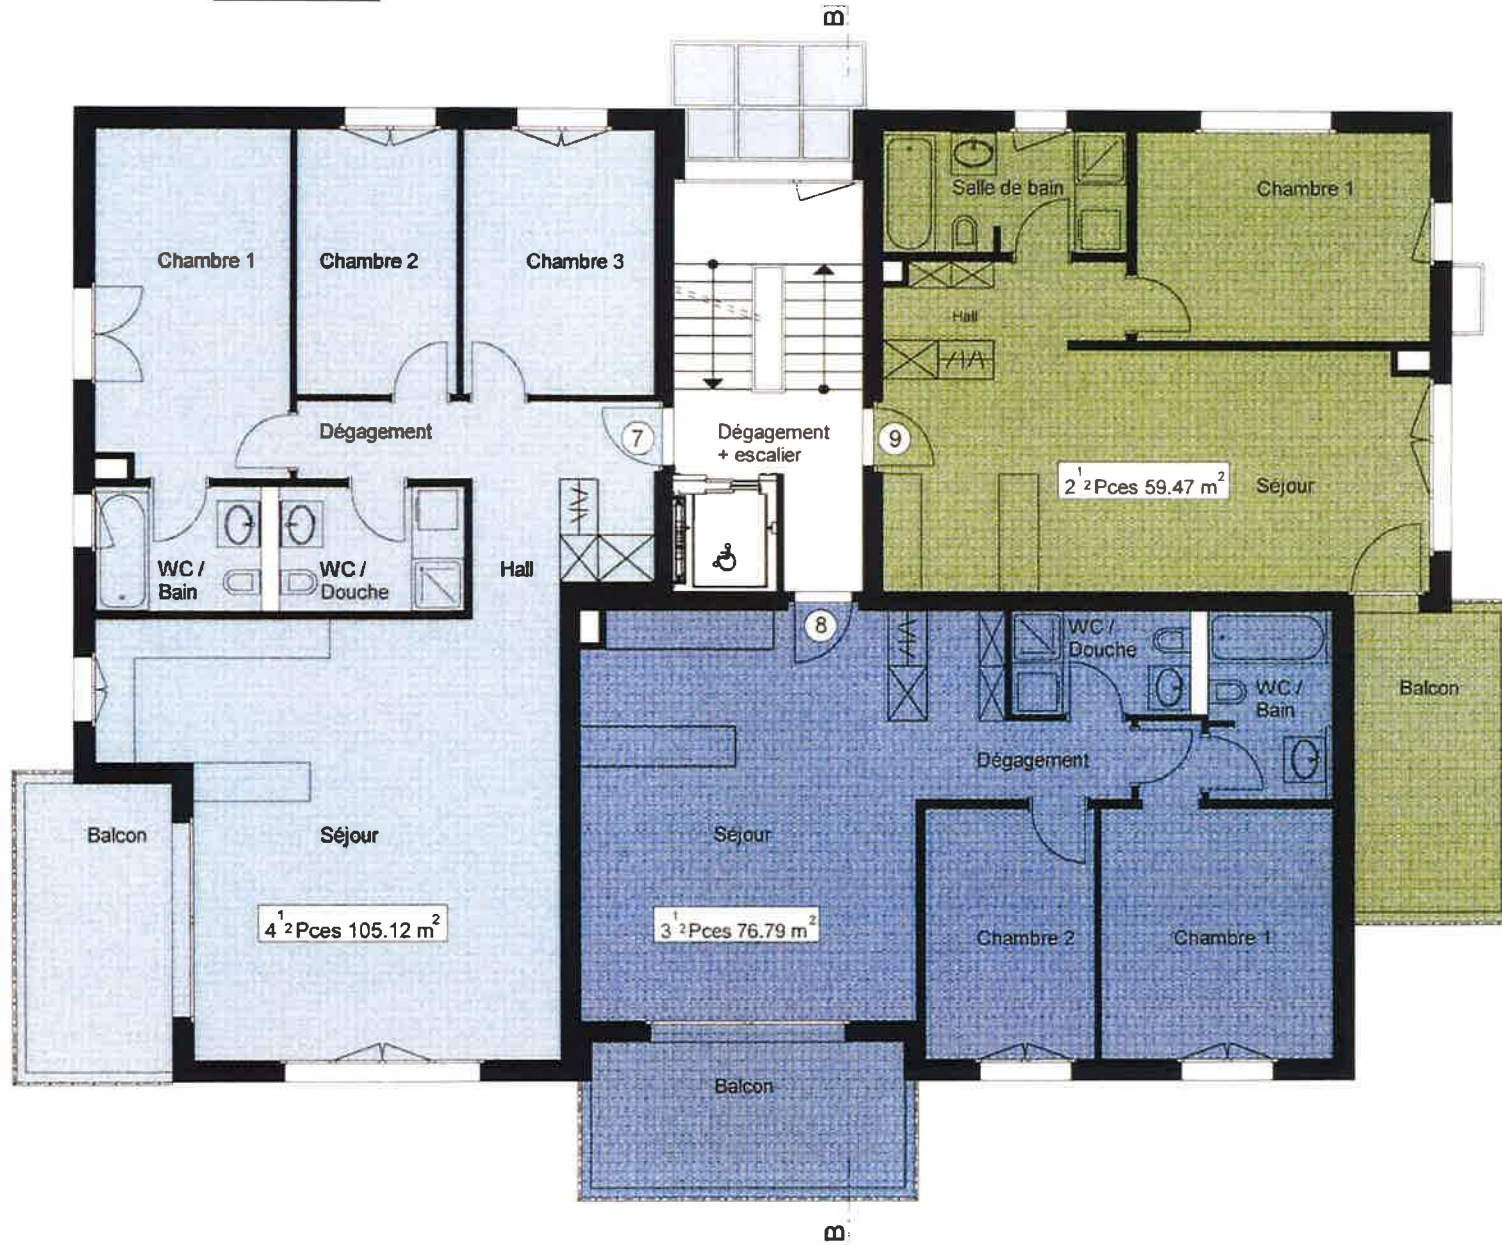 B
Salle de bain
Chambre 1
Chambre 1
Chambre 2
Chambre 3
Hall
Dégagement
7
Dégagement
+ escalier
9
2 1/2 Pces 59.47 m²
Séjour
WC /
Bain
WC /
Douche
Hall
8
WC /
Douche
WC /
Bain
Balcon
Dégagement
Balcon
Séjour
Séjour
4 1/2 Pces 105.12 m²
3 1/2 Pces 76.79 m²
Chambre 2
Chambre 1
Balcon
B